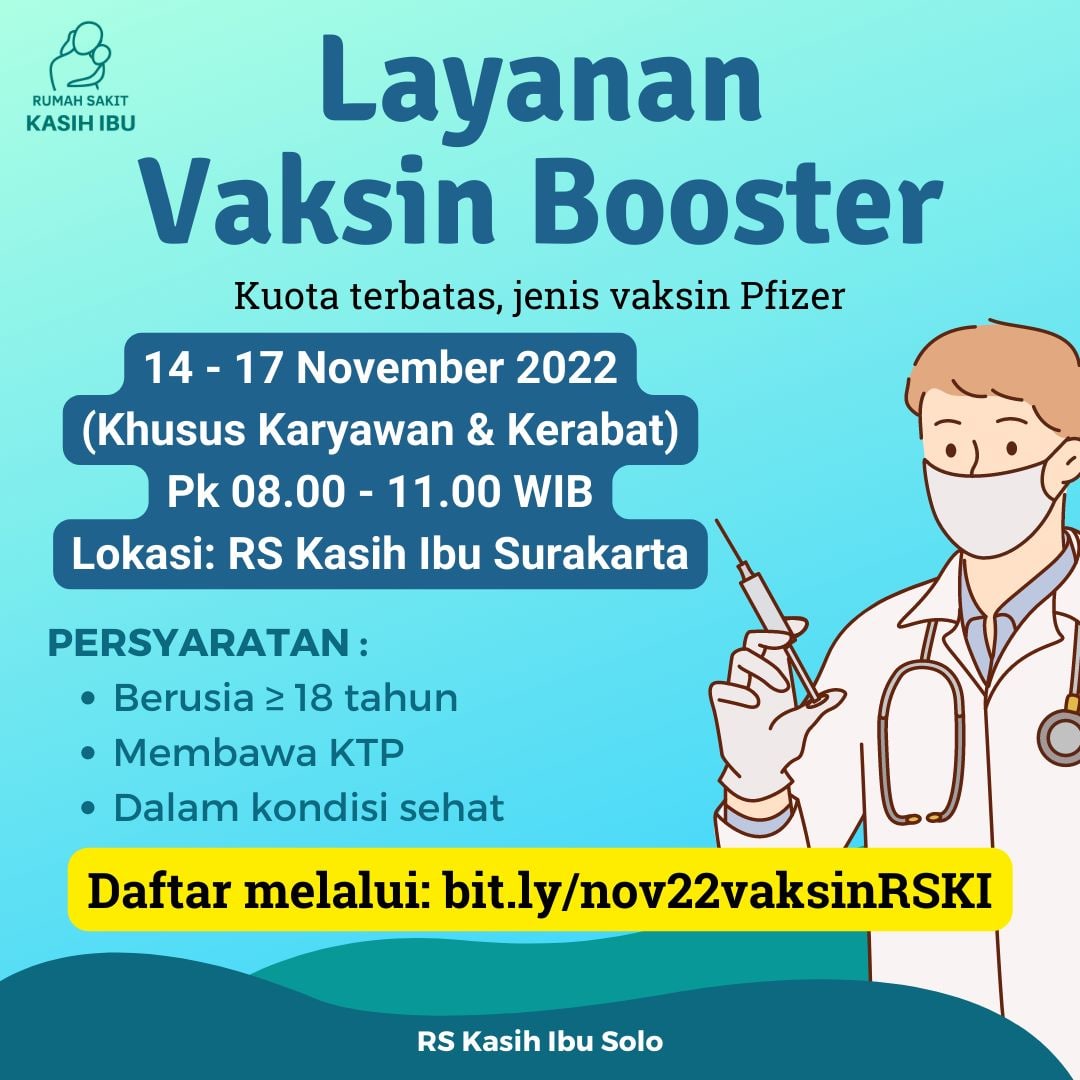 RUMAH SAKIT
KASIH IBU
Layanan
Vaksin Booster
Kuota terbatas, jenis vaksin Pfizer
14 - 17 November 2022
(Khusus Karyawan & Kerabat)
Pk 08.00 - 11.00 WIB
Lokasi: RS Kasih Ibu Surakarta
PERSYARATAN :
• Berusia ≥ 18 tahun
• Membawa KTP
• Dalam kondisi sehat
Daftar melalui: bit.ly/nov22vaksinRSKI
RS Kasih Ibu Solo